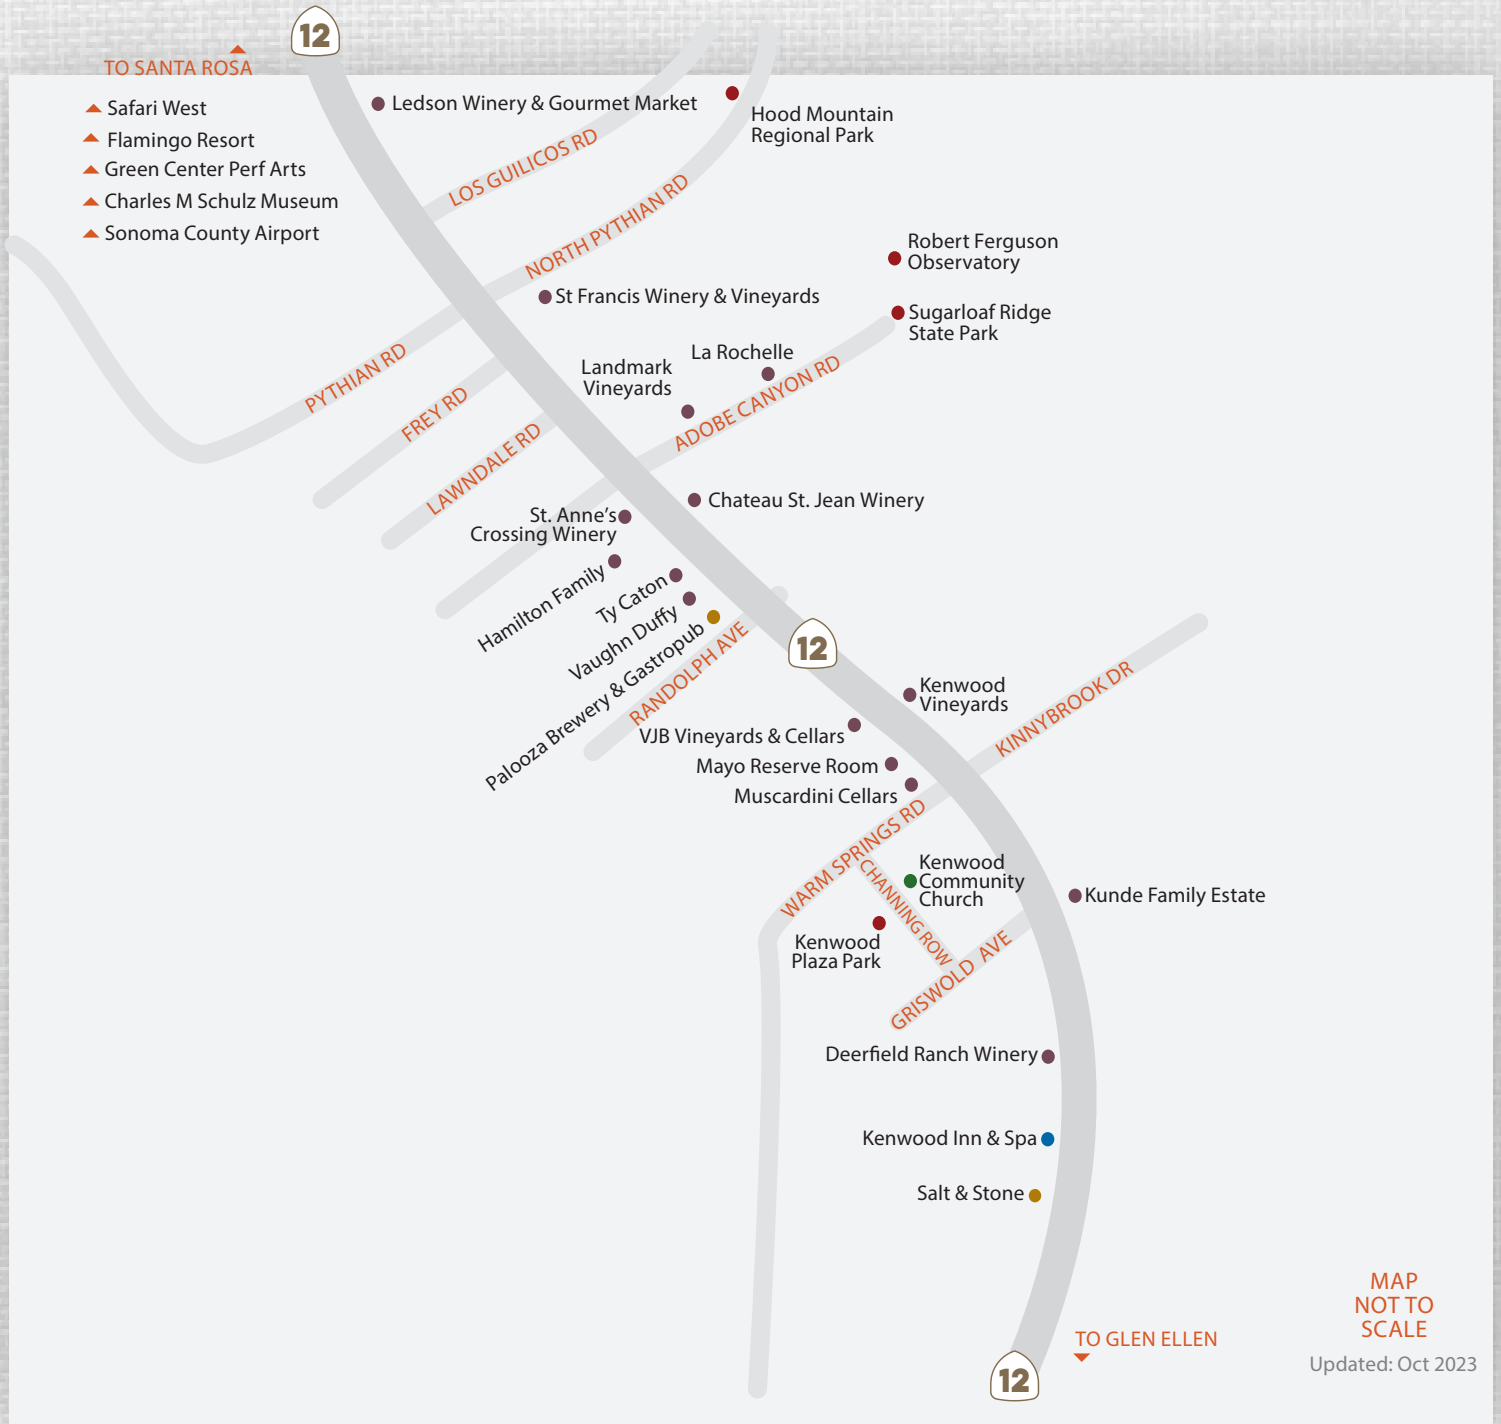 12
TO SANTA ROSA
Safari West
Flamingo Resort
Green Center Perf Arts
Charles M Schulz Museum
Sonoma County Airport
Ledson Winery & Gourmet Market
Hood Mountain
Regional Park
LOS GUILICOS RD
NORTH PYTHIAN RD
Robert Ferguson
Observatory
St Francis Winery & Vineyards
Sugarloaf Ridge
State Park
La Rochelle
Landmark
Vineyards
PYTHIAN RD
FREY RD
LAWNDALE RD
ADOBE CANYON RD
Chateau St. Jean Winery
St. Anne's
Crossing Winery
Hamilton Family
Ty Caton
Vaughn Duffy
Palooza Brewery & Gastropub
RANDOLPH AVE
12
Kenwood
Vineyards
KINNYBROOK DR
VJB Vineyards & Cellars
Mayo Reserve Room
Muscardini Cellars
WARM SPRINGS RD
CHANNING ROW
Kenwood
Community
Church
Kunde Family Estate
Kenwood
Plaza Park
GRISWOLD AVE
Deerfield Ranch Winery
Kenwood Inn & Spa
Salt & Stone
MAP
NOT TO
SCALE
TO GLEN ELLEN
Updated: Oct 2023
12